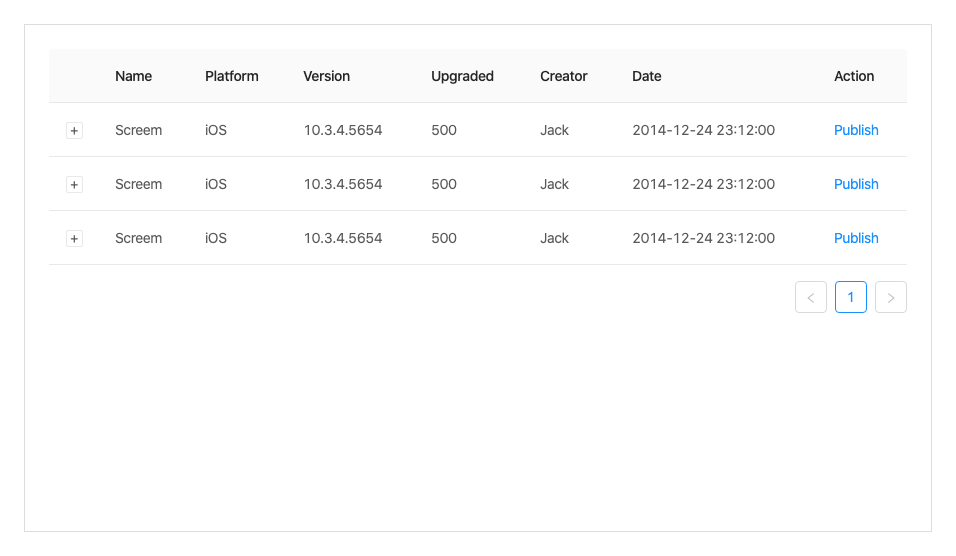 Name Platform Version Upgraded Creator Date Action
+ Screem iOS 10.3.4.5654 500 Jack 2014-12-24 23:12:00 Publish
+ Screem iOS 10.3.4.5654 500 Jack 2014-12-24 23:12:00 Publish
+ Screem iOS 10.3.4.5654 500 Jack 2014-12-24 23:12:00 Publish
< 1 >